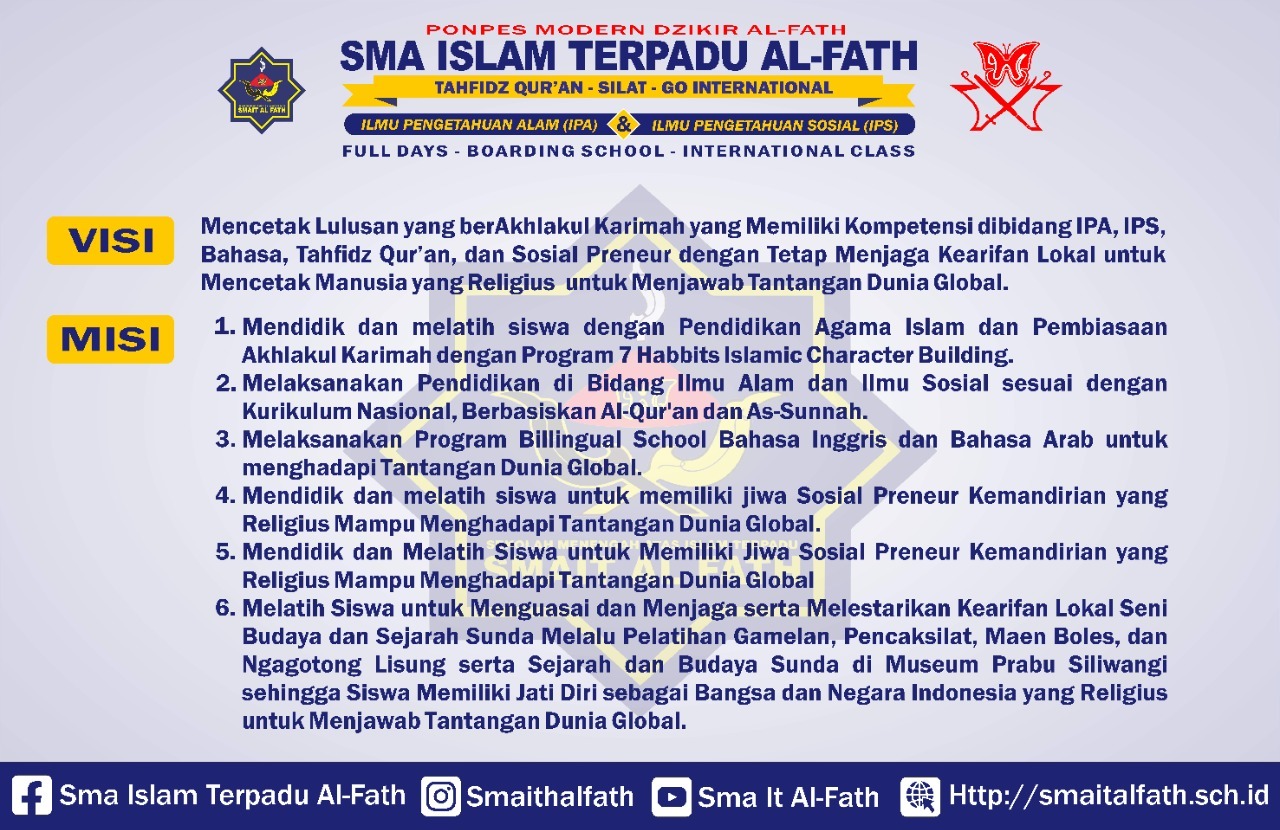 PONPES MODERN DZIKIR AL-FATH
SMA ISLAM TERPADU AL-FATH
TAHFIDZ QUR'AN - SILAT - GO INTERNATIONAL
ILMU PENGETAHUAN ALAM (IPA) & ILMU PENGETAHUAN SOSIAL (IPS)
FULL DAYS - BOARDING SCHOOL - INTERNATIONAL CLASS
SMAIT AL FATH
VISI
Mencetak Lulusan yang berAkhlakul Karimah yang Memiliki Kompetensi dibidang IPA, IPS,
Bahasa, Tahfidz Qur'an, dan Sosial Preneur dengan Tetap Menjaga Kearifan Lokal untuk
Mencetak Manusia yang Religius untuk Menjawab Tantangan Dunia Global.
MISI
1. Mendidik dan melatih siswa dengan Pendidikan Agama Islam dan Pembiasaan
Akhlakul Karimah dengan Program 7 Habbits Islamic Character Building.
2. Melaksanakan Pendidikan di Bidang Ilmu Alam dan Ilmu Sosial sesuai dengan
Kurikulum Nasional, Berbasiskan Al-Qur'an dan As-Sunnah.
3. Melaksanakan Program Billingual School Bahasa Inggris dan Bahasa Arab untuk
menghadapi Tantangan Dunia Global.
4. Mendidik dan melatih siswa untuk memiliki jiwa Sosial Preneur Kemandirian yang
Religius Mampu Menghadapi Tantangan Dunia Global.
5. Mendidik dan Melatih Siswa untuk Memiliki Jiwa Sosial Preneur Kemandirian yang
Religius Mampu Menghadapi Tantangan Dunia Global
6. Melatih Siswa untuk Menguasai dan Menjaga serta Melestarikan Kearifan Lokal Seni
Budaya dan Sejarah Sunda Melalu Pelatihan Gamelan, Pencaksilat, Maen Boles, dan
Ngagotong Lisung serta Sejarah dan Budaya Sunda di Museum Prabu Siliwangi
sehingga Siswa Memiliki Jati Diri sebagai Bangsa dan Negara Indonesia yang Religius
untuk Menjawab Tantangan Dunia Global.
SEKOLAH MENENGAH ATAS ISLAM TERPADU
SMAIT AL FATH
Sma Islam Terpadu Al-Fath
Smaithalfath
Sma It Al-Fath
Http://smaitalfath.sch.id